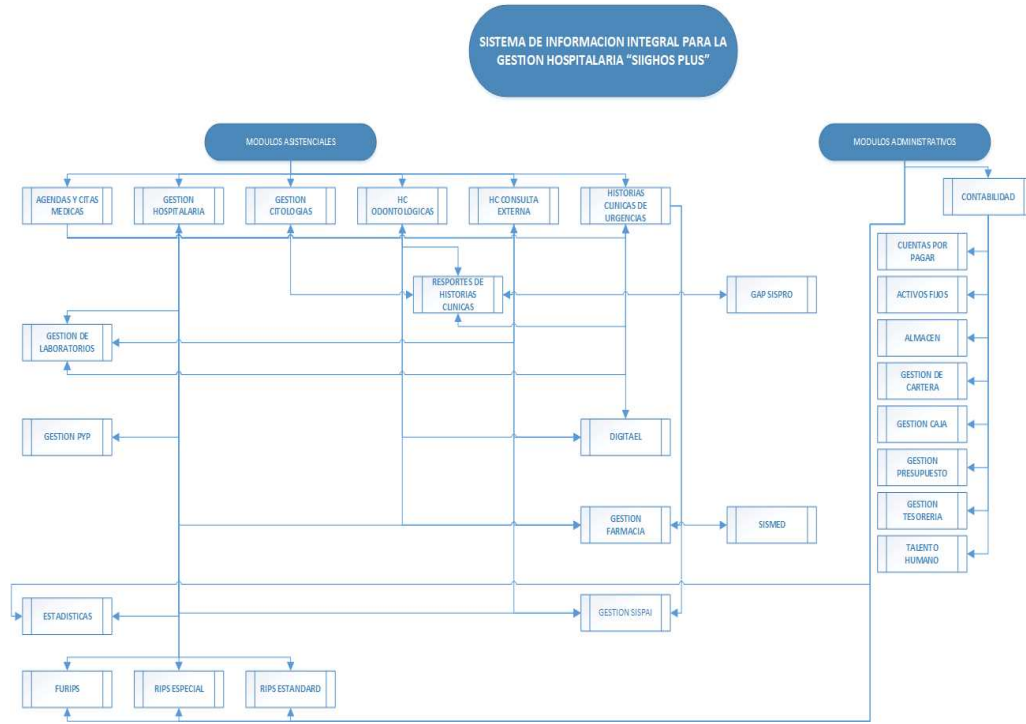 SISTEMA DE INFORMACION INTEGRAL PARA LA
GESTION HOSPITALARIA "SIIGHOS PLUS"
MODULOS ASISTENCIALES
MODULOS ADMINISTRATIVOS
AGENDAS Y CITAS
MEDICAS
GESTION
HOSPITALARIA
GESTION
CITOLOGIAS
HC
ODONTOLOGICAS
HC CONSULTA
EXTERNA
HISTORIAS
CLINICAS DE
URGENCIAS
CONTABILIDAD
CUENTAS POR
PAGAR
RESPORTES DE
HISTORIAS
CLINICAS
GAP SISPRO
ACTIVOS FIJOS
GESTION DE
LABORATORIOS
ALMACEN
GESTION DE
CARTERA
GESTION PYP
DIGITAEL
GESTION CAJA
GESTION
PRESUPUESTO
GESTION
FARMACIA
SISMED
GESTION
TESORERIA
TALENTO
HUMANO
ESTADISTICAS
GESTION SISPAI
FURIPS
RIPS ESPECIAL
RIPS ESTANDARD